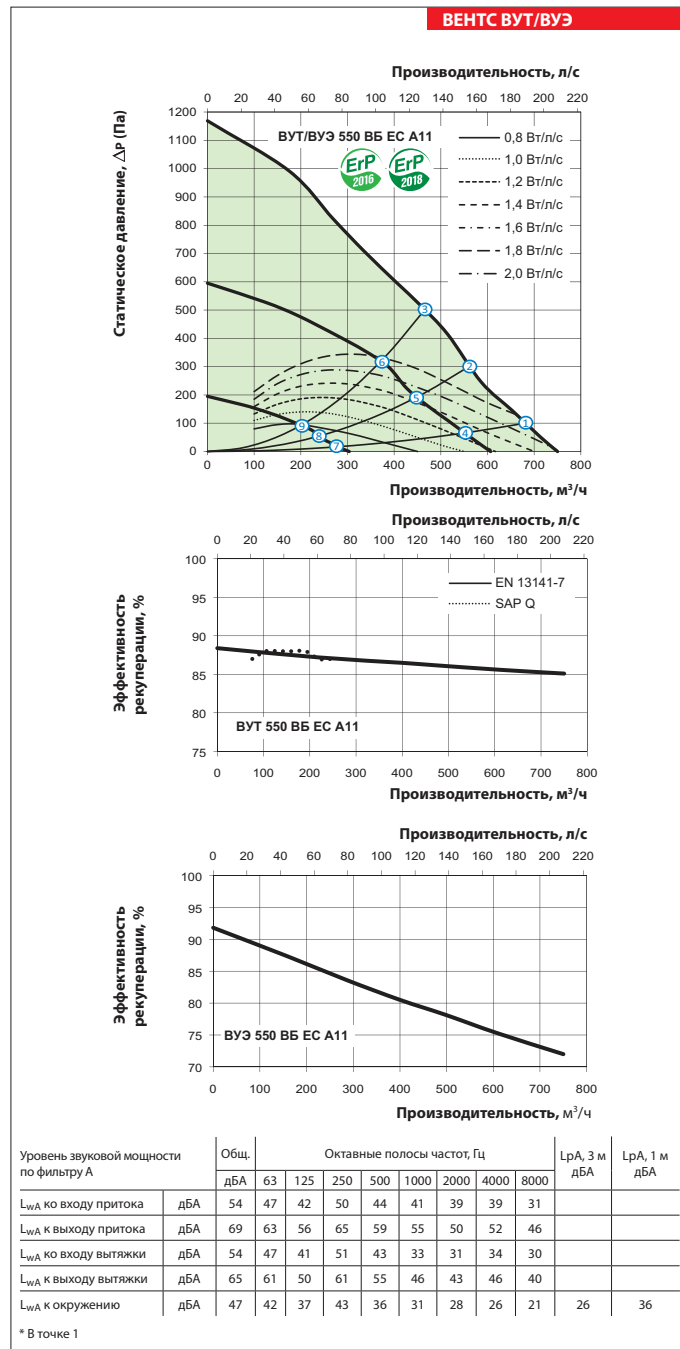 ВЕНТС ВУТ/ВУЭ
Производительность, л/с
0 20 40 60 80 100 120 140 160 180 200 220
Статическое давление, △P (Па)
1200
1100
1000
900
800
700
600
500
400
300
200
100
0
ВУТ/ВУЭ 550 ВБ ЕС А11
ErP 2016
ErP 2018
0,8 Вт/л/с
1,0 Вт/л/с
1,2 Вт/л/с
1,4 Вт/л/с
1,6 Вт/л/с
1,8 Вт/л/с
2,0 Вт/л/с
3
2
6
5
9
8
7
4
1
0 100 200 300 400 500 600 700 800
Производительность, м³/ч
Производительность, л/с
0 20 40 60 80 100 120 140 160 180 200 220
Эффективность
рекуперации, %
100
95
90
85
80
75
EN 13141-7
SAP Q
ВУТ 550 ВБ ЕС А11
0 100 200 300 400 500 600 700 800
Производительность, м³/ч
Производительность, л/с
0 20 40 60 80 100 120 140 160 180 200 220
Эффективность
рекуперации, %
100
95
90
85
80
75
70
ВУЭ 550 ВБ ЕС А11
0 100 200 300 400 500 600 700 800
Производительность, м³/ч
Уровень звуковой мощности
по фильтру А
Общ. Октавные полосы частот, Гц LpA, 3 м дБА LpA, 1 м дБА
дБА 63 125 250 500 1000 2000 4000 8000
LwA ко входу притока дБА 54 47 42 50 44 41 39 39 31
LwA к выходу притока дБА 69 63 56 65 59 55 50 52 46
LwA ко входу вытяжки дБА 54 47 41 51 43 33 31 34 30
LwA к выходу вытяжки дБА 65 61 50 61 55 46 43 46 40
LwA к окружению дБА 47 42 37 43 36 31 28 26 21 26 36
* В точке 1